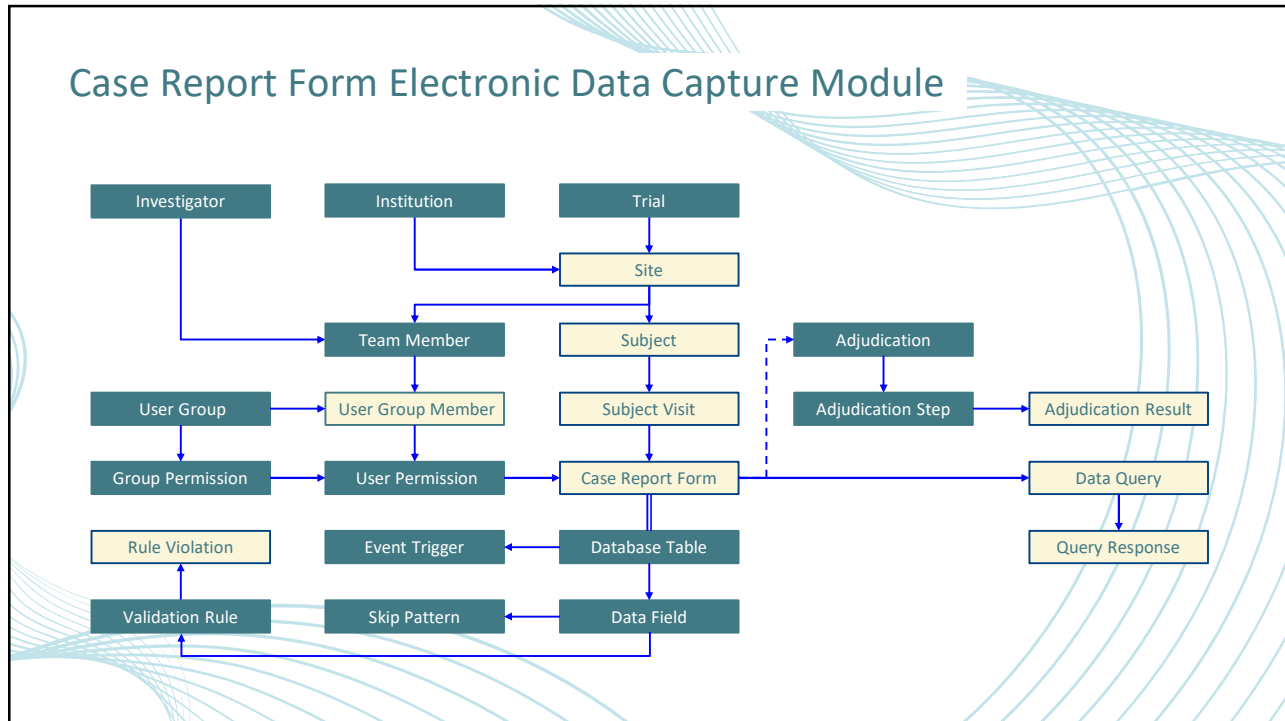 Case Report Form Electronic Data Capture Module
Investigator
Institution
Trial
Site
Team Member
Subject
Adjudication
User Group
User Group Member
Subject Visit
Adjudication Step
Adjudication Result
Group Permission
User Permission
Case Report Form
Data Query
Rule Violation
Event Trigger
Database Table
Query Response
Validation Rule
Skip Pattern
Data Field